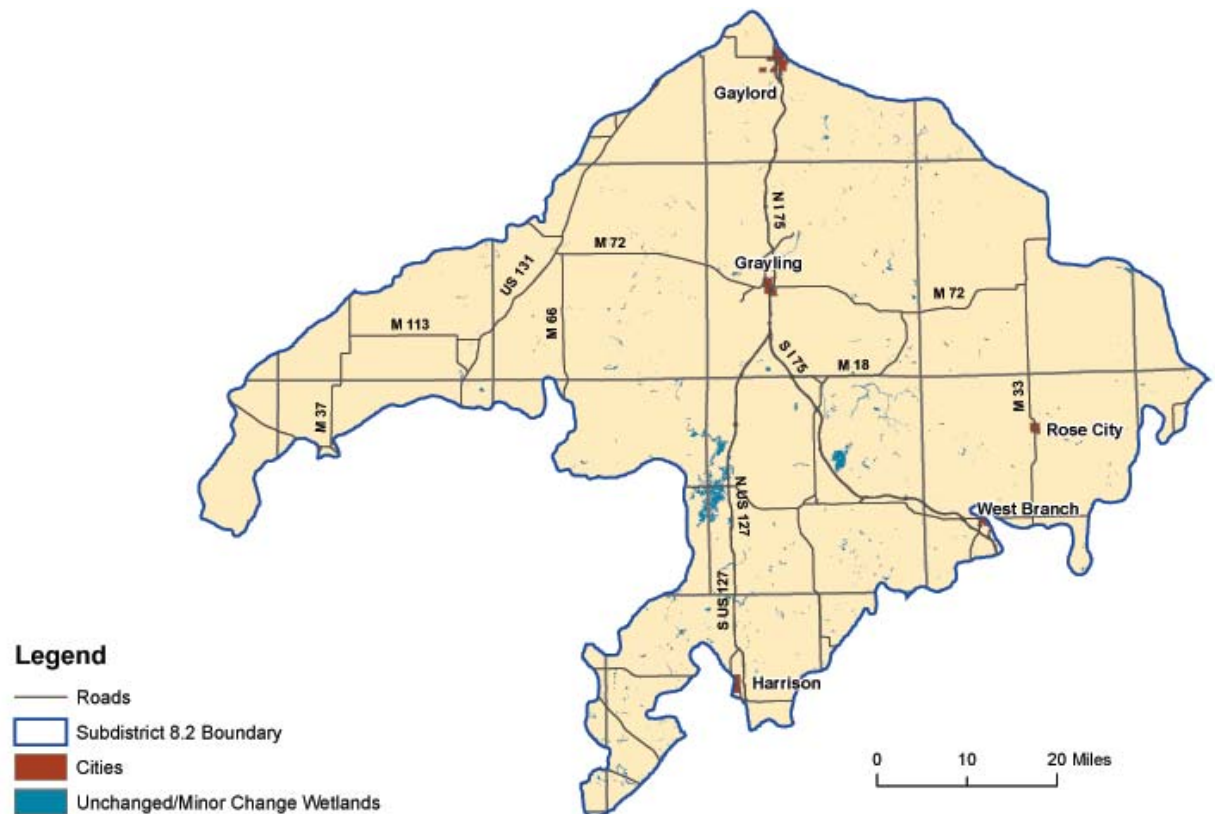 Gaylord
N I 75
Grayling
M 72
US 131
M 72
M 66
M 113
S I 75
M 18
M 33
M 37
Rose City
N US 127
West Branch
S US 127
Harrison
Legend
Roads
Subdistrict 8.2 Boundary
Cities
Unchanged/Minor Change Wetlands
0 10 20 Miles